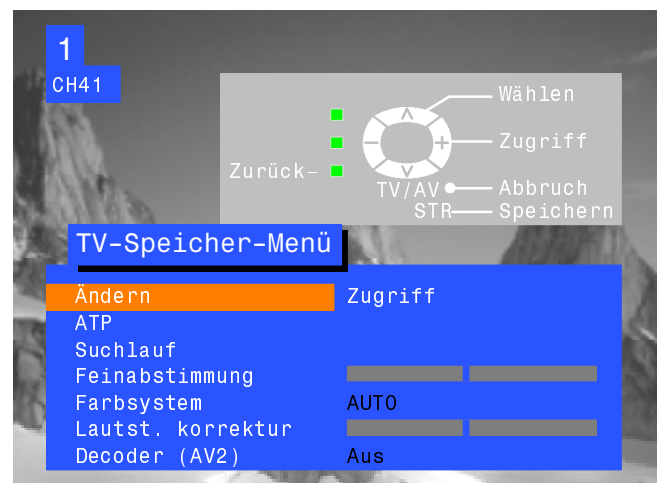 1
CH41
Wählen
Zugriff
Zurück-
TV/AV Abbruch
STR Speichern
TV-Speicher-Menü
Ändern Zugriff
ATP
Suchlauf
Feinabstimmung
Farbsystem AUTO
Lautst. korrektur
Decoder (AV2) Aus